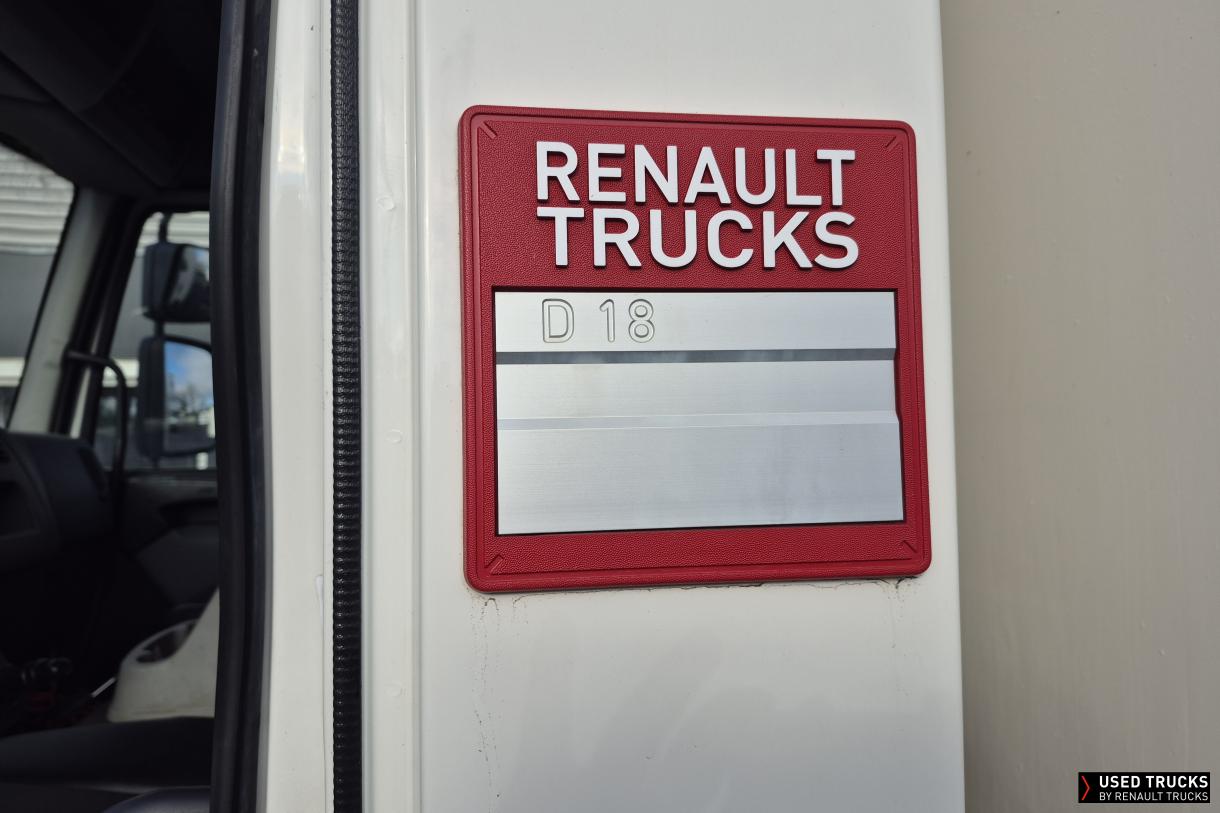 RENAULT
TRUCKS
D 18
USED TRUCKS
BY RENAULT TRUCKS